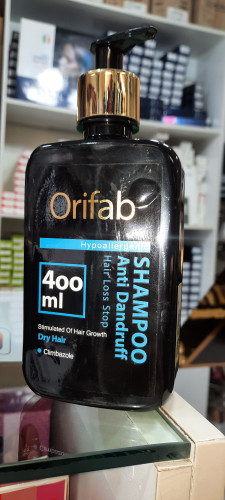 Orifab
Hypoallergenic
400
ml
SHAMPOO
Anti Dandruff
Hair Loss Stop
Stimulated Of Hair Growth
Dry Hair
Climbazole